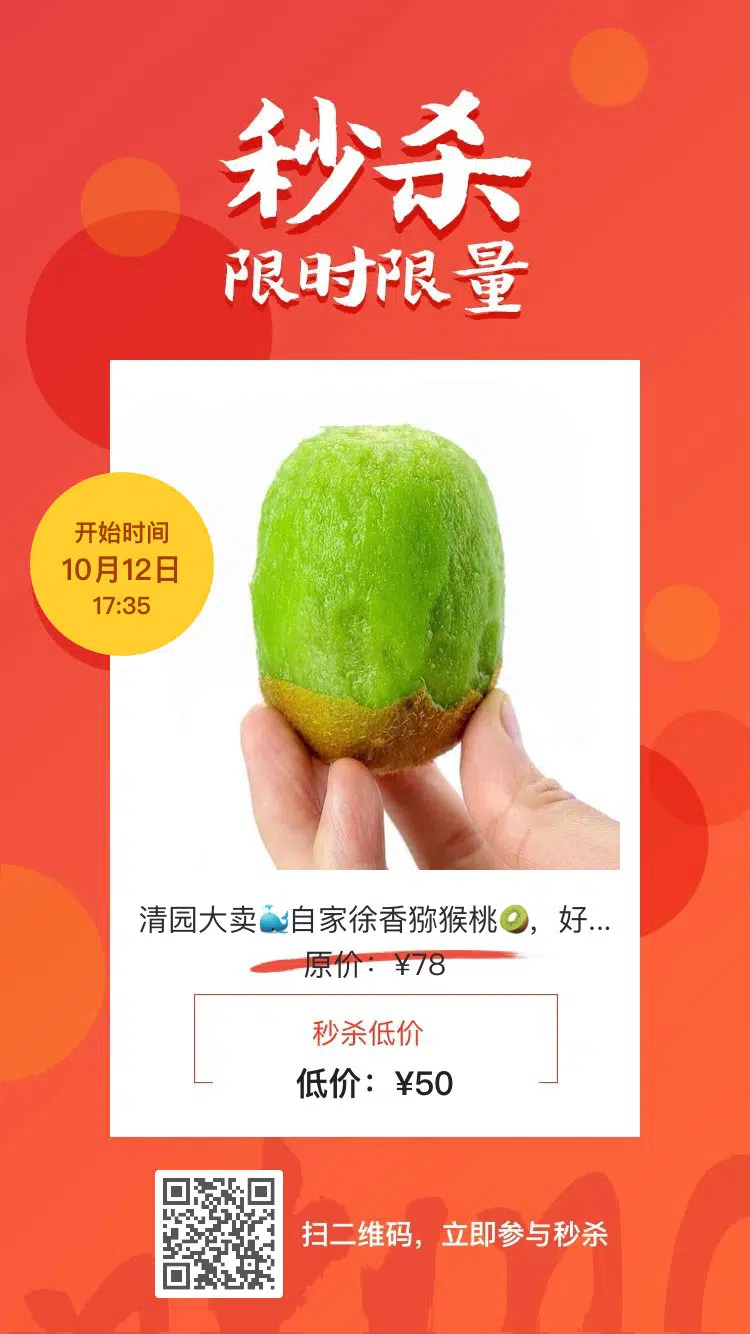 秒杀
限时限量
开始时间
10月12日
17:35
清园大卖🐳自家徐香猕猴桃🥝，好...
原价：¥78
秒杀低价
低价：¥50
扫二维码，立即参与秒杀